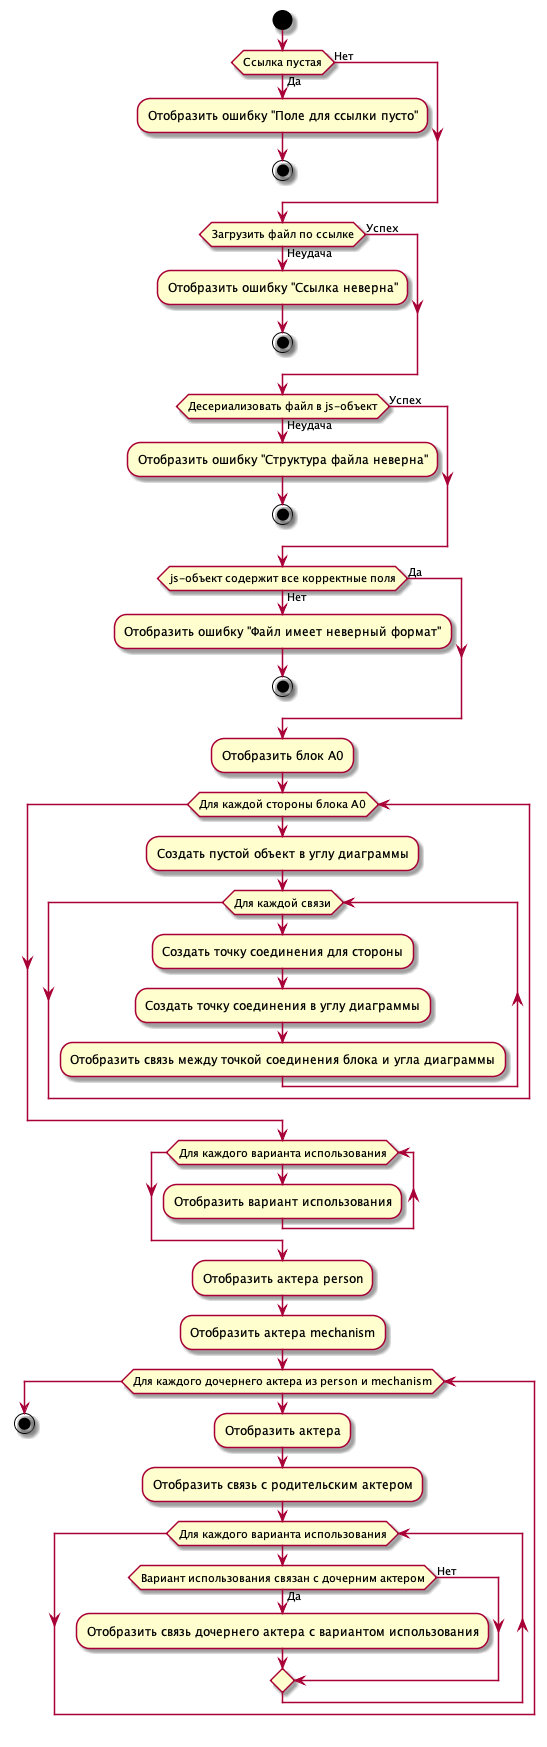 Ссылка пустая
Нет
Да
Отобразить ошибку "Поле для ссылки пусто"
Загрузить файл по ссылке
Успех
Неудача
Отобразить ошибку "Ссылка неверна"
Десериализовать файл в js-объект
Успех
Неудача
Отобразить ошибку "Структура файла неверна"
js-объект содержит все корректные поля
Да
Нет
Отобразить ошибку "Файл имеет неверный формат"
Отобразить блок A0
Для каждой стороны блока A0
Создать пустой объект в углу диаграммы
Для каждой связи
Создать точку соединения для стороны
Создать точку соединения в углу диаграммы
Отобразить связь между точкой соединения блока и угла диаграммы
Для каждого варианта использования
Отобразить вариант использования
Отобразить актера person
Отобразить актера mechanism
Для каждого дочернего актера из person и mechanism
Отобразить актера
Отобразить связь с родительским актером
Для каждого варианта использования
Вариант использования связан с дочерним актером
Нет
Да
Отобразить связь дочернего актера с вариантом использования